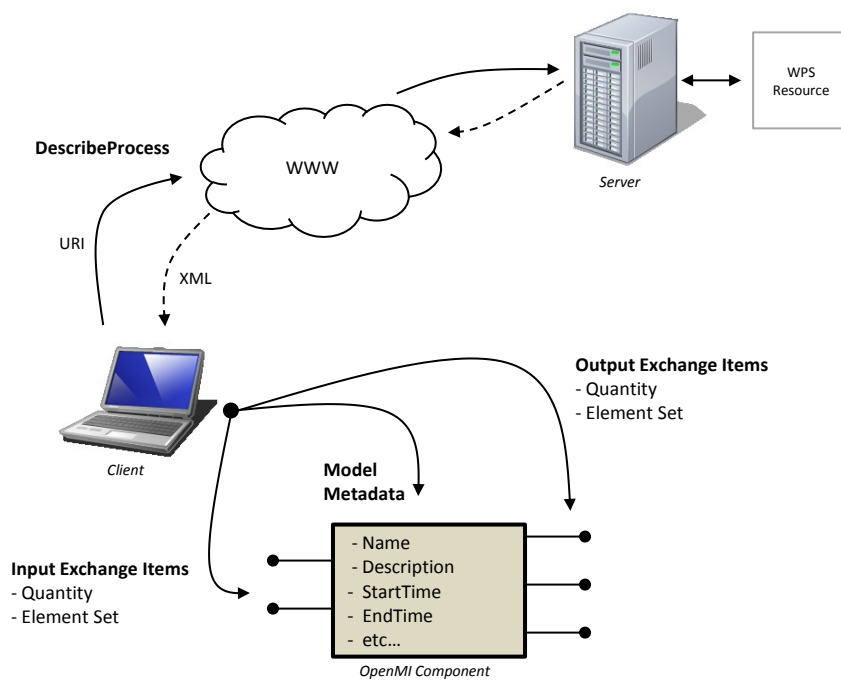 WPS
Resource
Server
DescribeProcess
WWW
URI
XML
Client
Output Exchange Items
- Quantity
- Element Set
Model
Metadata
Input Exchange Items
- Quantity
- Element Set
- Name
- Description
- StartTime
- EndTime
- etc...
OpenMI Component